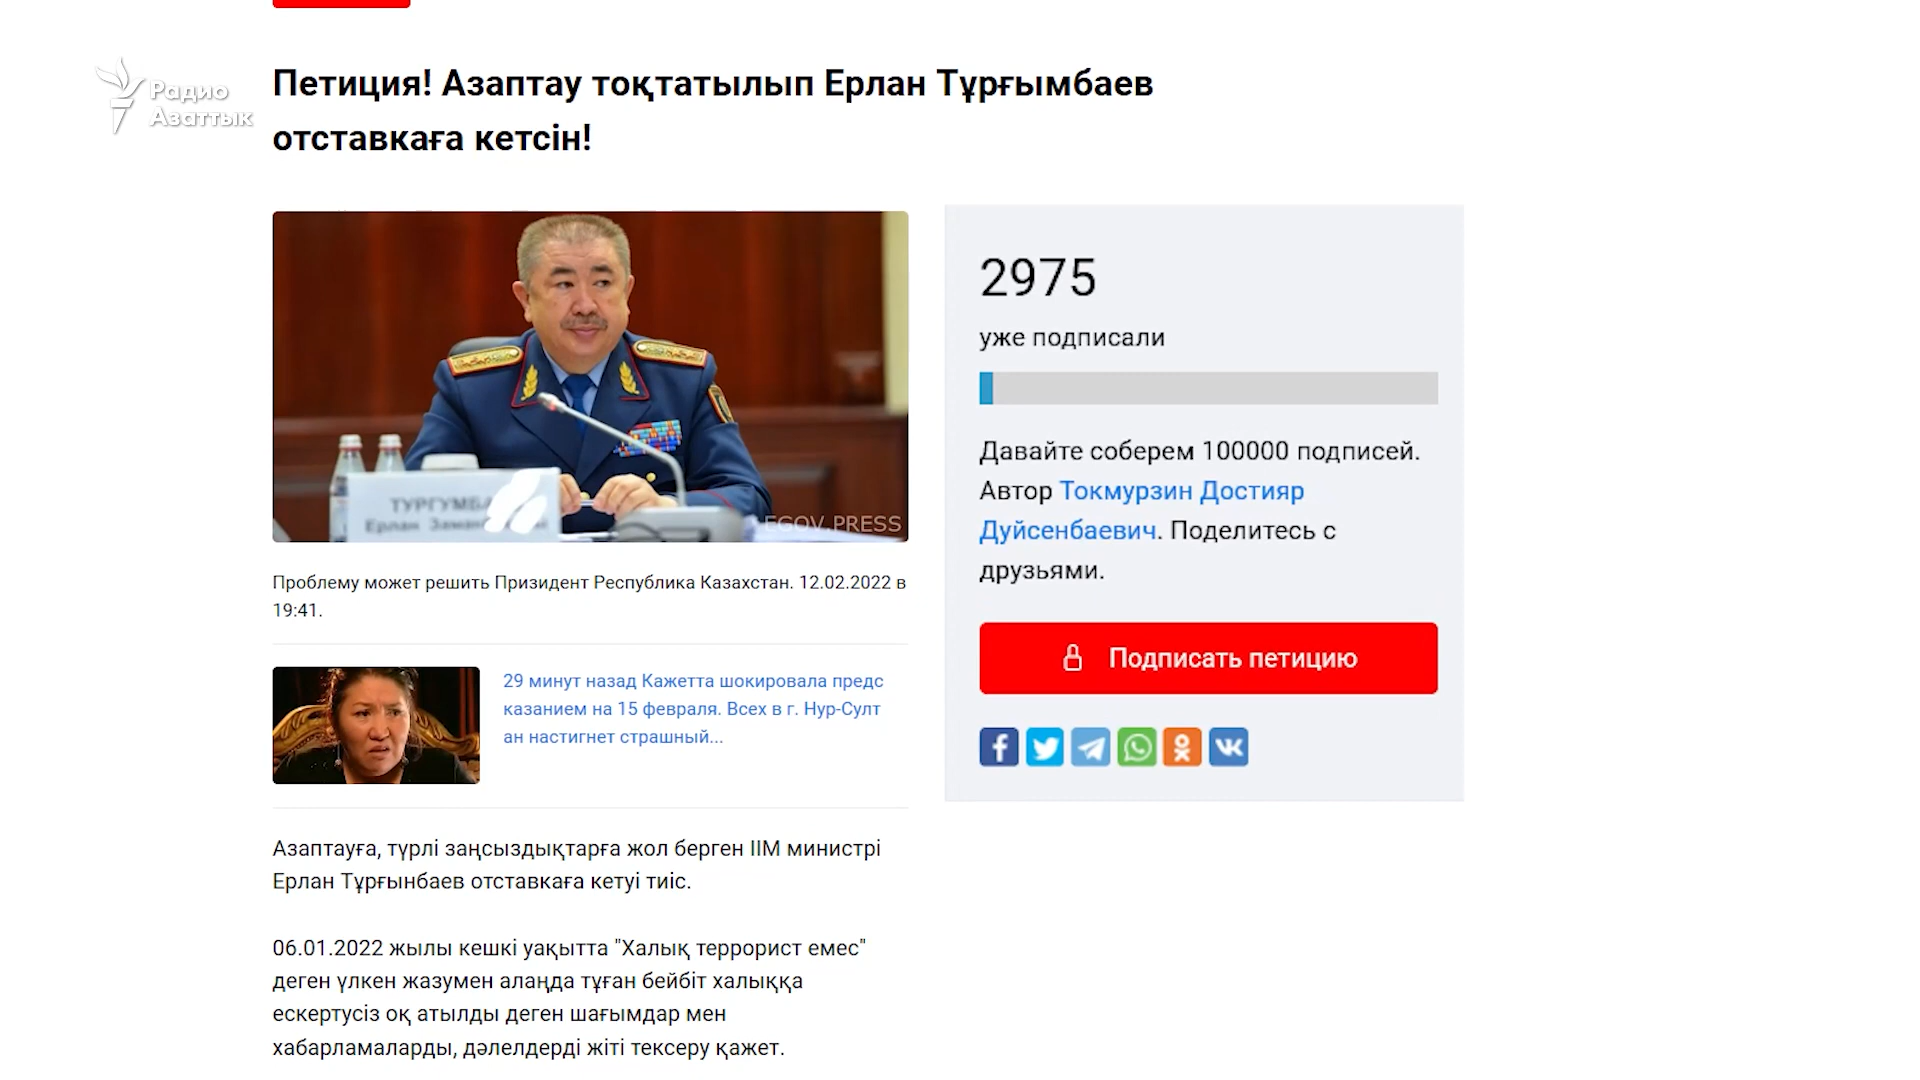 Радио
Азаттык
Петиция! Азаптау тоқтатылып Ерлан Тұрғымбаев
отставкаға кетсін!
Ерлан
EGOV.PRESS
Проблему может решить Призидент Республика Казахстан. 12.02.2022 в
19:41.
29 минут назад Кажетта шокировала предс
казанием на 15 февраля. Всех в г. Нур-Султ
ан настигнет страшный...
Азаптауға, түрлі заңсыздықтарға жол берген ІІМ министрі
Ерлан Тұрғынбаев отставкаға кетуі тиіс.
06.01.2022 жылы кешкі уақытта "Халық террорист емес"
деген үлкен жазумен алаңда тұған бейбіт халыққа
ескертусіз оқ атылды деген шағымдар мен
хабарламаларды, дәлелдерді жіті тексеру қажет.
2975
уже подписали
Давайте соберем 100000 подписей.
Автор Токмурзин Достияр
Дуйсенбаевич. Поделитесь с
друзьями.
Подписать петицию